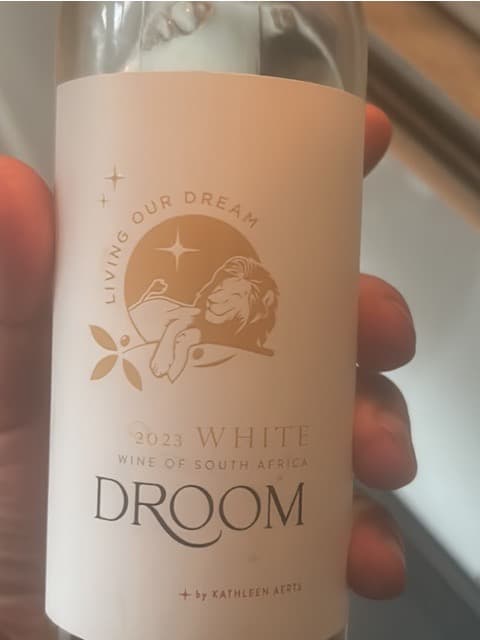 LIVING OUR DREAM
2023 WHITE
WINE OF SOUTH AFRICA
DROOM
by KATHLEEN AERTS